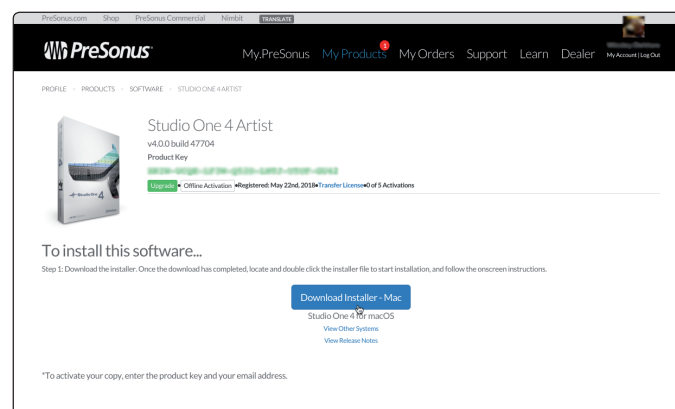 PreSonus.com Shop PreSonus Commercial Nimbit TRANSLATE
PreSonus
My.PreSonus My Products 1 My Orders Support Learn Dealer
My Account | Log Out
PROFILE PRODUCTS SOFTWARE STUDIO ONE 4 ARTIST
Studio One 4 Artist
v4.0.0 build 47704
Product Key
Upgrade • Offline Activation •Registered: May 22nd, 2018•Transfer License•0 of 5 Activations
Studio One 4
To install this software...
Step 1: Download the installer. Once the download has completed, locate and double click the installer file to start installation, and follow the onscreen instructions.
Download Installer - Mac
Studio One 4 for macOS
View Other Systems
View Release Notes
*To activate your copy, enter the product key and your email address.